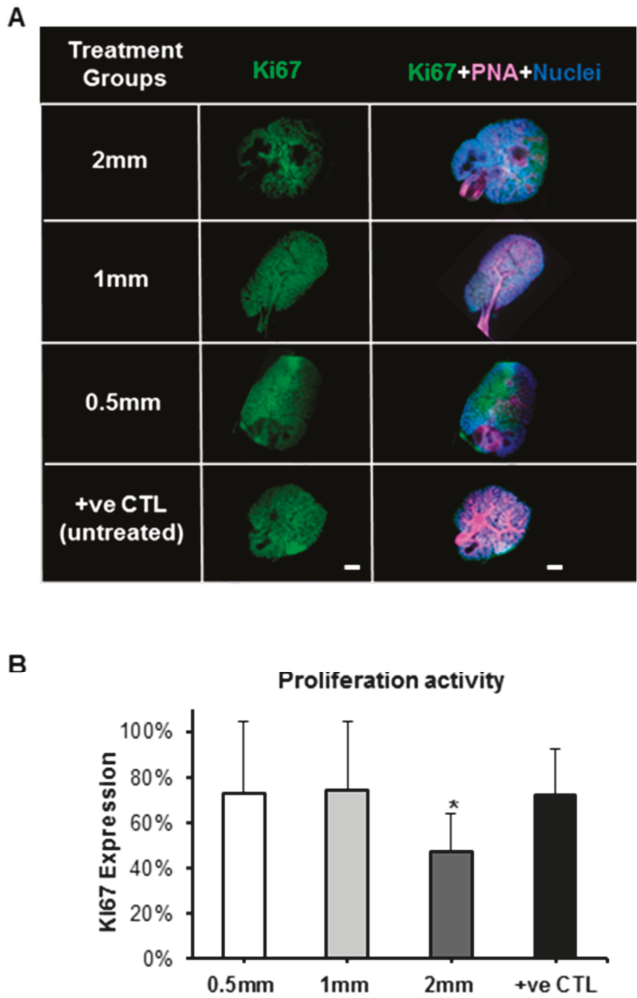 A
Treatment Groups
Ki67
Ki67+PNA+Nuclei
2mm
1mm
0.5mm
+ve CTL
(untreated)
B
Proliferation activity
Ki67 Expression
100%
80%
60%
40%
20%
0%
*
0.5mm
1mm
2mm
+ve CTL